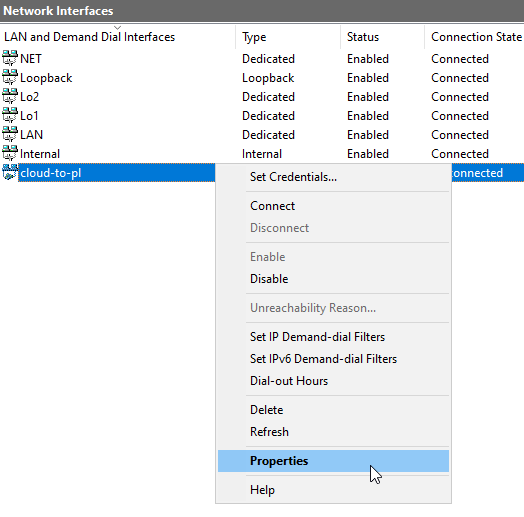 Network Interfaces
LAN and Demand Dial Interfaces Type Status Connection State
NET Dedicated Enabled Connected
Loopback Loopback Enabled Connected
Lo2 Dedicated Enabled Connected
Lo1 Dedicated Enabled Connected
LAN Dedicated Enabled Connected
Internal Internal Enabled Connected
cloud-to-pl onnected
Set Credentials...
Connect
Disconnect
Enable
Disable
Unreachability Reason...
Set IP Demand-dial Filters
Set IPv6 Demand-dial Filters
Dial-out Hours
Delete
Refresh
Properties
Help